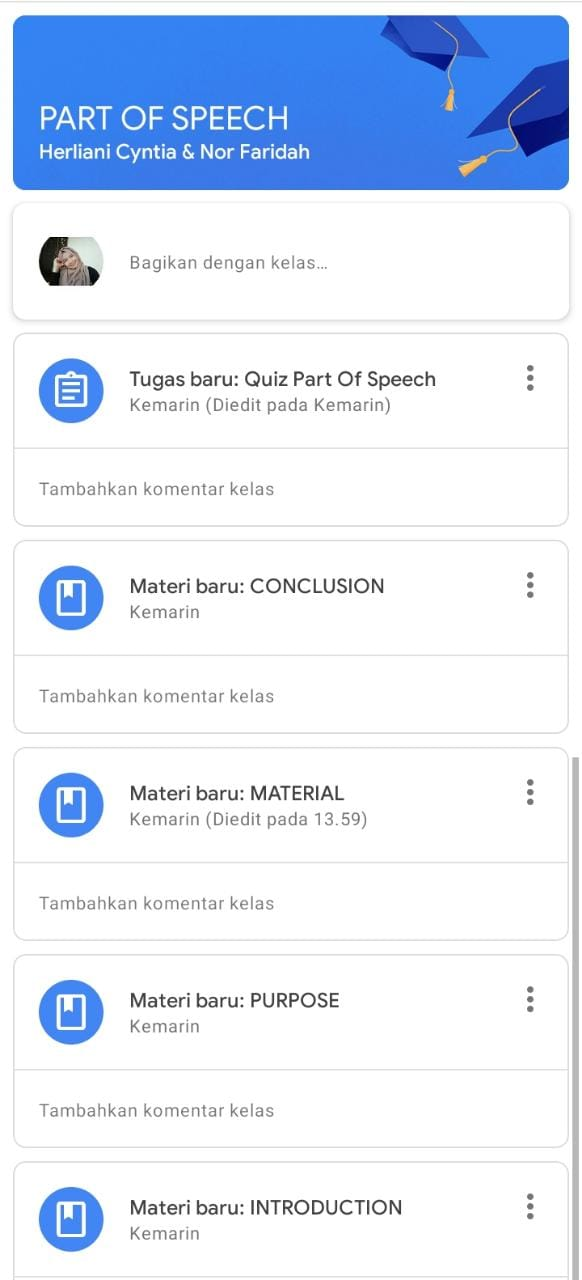 PART OF SPEECH
Herliani Cyntia & Nor Faridah
Bagikan dengan kelas…
Tugas baru: Quiz Part Of Speech
Kemarin (Diedit pada Kemarin)
Tambahkan komentar kelas
Materi baru: CONCLUSION
Kemarin
Tambahkan komentar kelas
Materi baru: MATERIAL
Kemarin (Diedit pada 13.59)
Tambahkan komentar kelas
Materi baru: PURPOSE
Kemarin
Tambahkan komentar kelas
Materi baru: INTRODUCTION
Kemarin